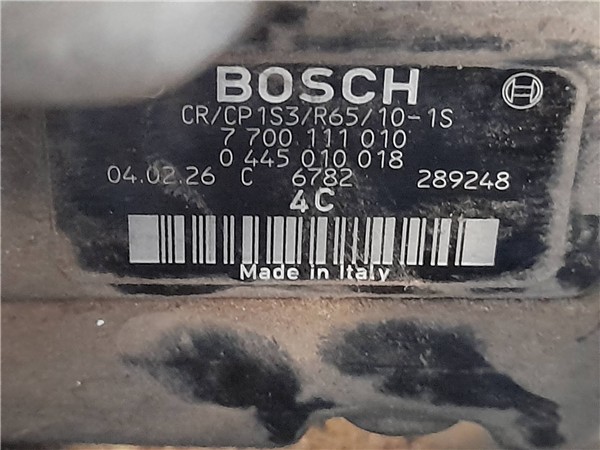 BOSCH
CR/CP1S3/R65/10-1S
7 700 111 010
0 445 010 018
04.02.26 C 6782 289248
4C
Made in Italy